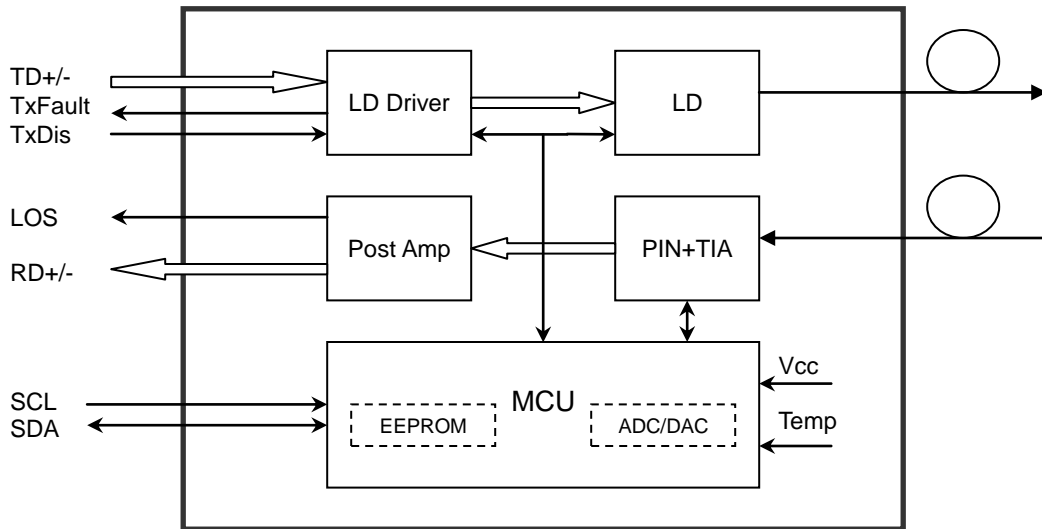 TD+/-
TxFault
TxDis
LD Driver
LD
LOS
RD+/-
Post Amp
PIN+TIA
SCL
SDA
MCU
EEPROM
ADC/DAC
Vcc
Temp